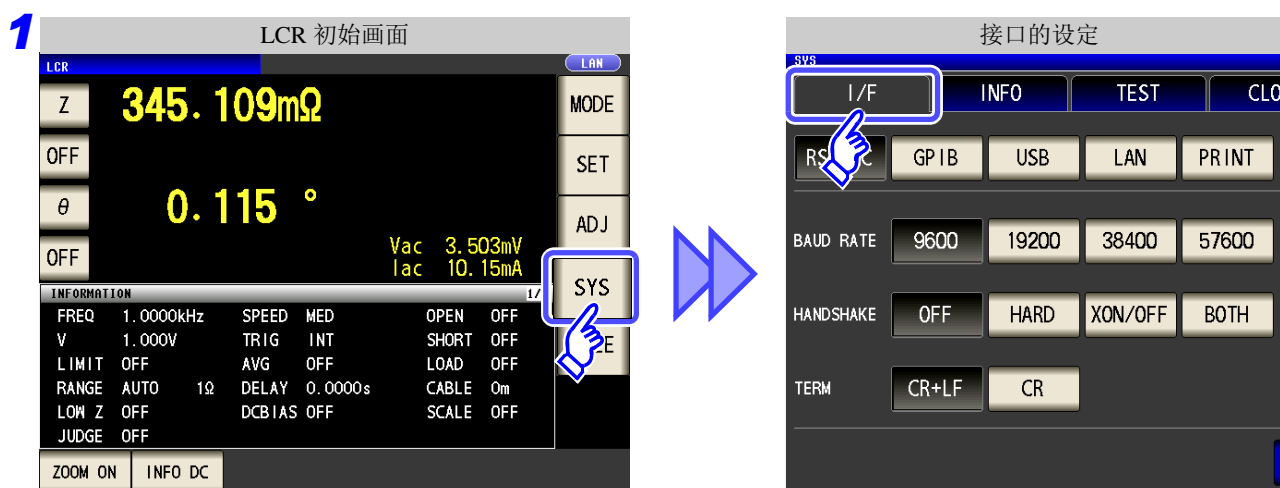 1
LCR 初始画面
LCR
LAN
Z 345.109mΩ
MODE
OFF
SET
θ 0.115 °
ADJ
OFF
Vac 3.503mV
Iac 10.15mA
SYS
INFORMATION 1/
FREQ 1.0000kHz SPEED MED OPEN OFF
V 1.000V TRIG INT SHORT OFF
LIMIT OFF AVG OFF LOAD OFF
RANGE AUTO 1Ω DELAY 0.0000s CABLE 0m
LOW Z OFF DCBIAS OFF SCALE OFF
JUDGE OFF
ZOOM ON INFO DC
接口的设定
SYS
I/F INFO TEST
GPIB USB LAN PRINT
BAUD RATE 9600 19200 38400 57600
HANDSHAKE OFF HARD XON/OFF BOTH
TERM CR+LF CR